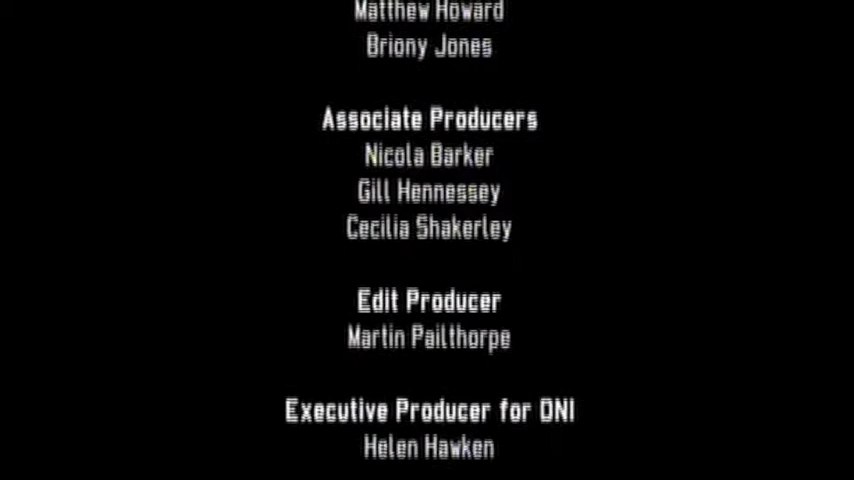 Matthew Howard
Briony Jones
Associate Producers
Nicola Barker
Gill Hennessey
Cecilia Shakerley
Edit Producer
Martin Pailthorpe
Executive Producer for DNI
Helen Hawken